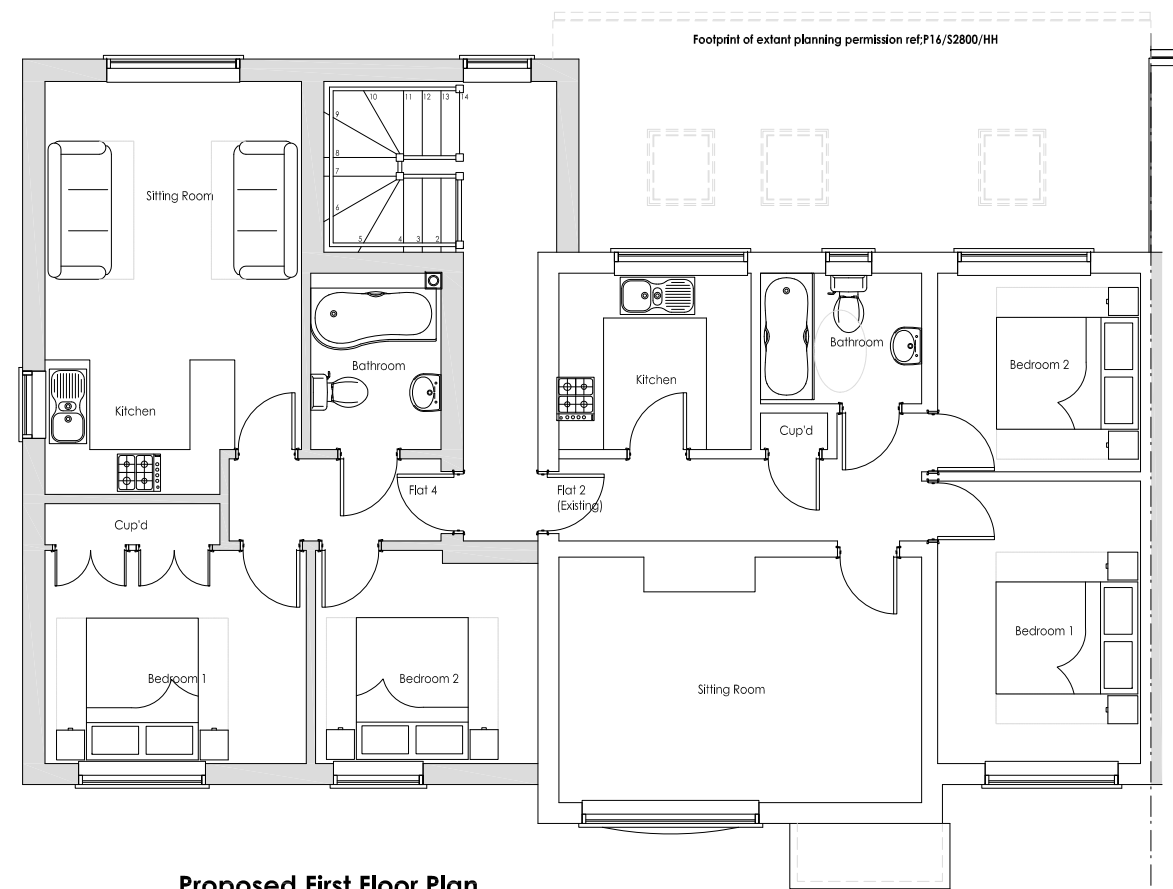 Footprint of extant planning permission ref;P16/S2800/HH
10
11
12
13
14
9
8
7
6
5
4
3
2
Sitting Room
Bathroom
Kitchen
Cup'd
Flat 4
Flat 2
(Existing)
Kitchen
Bathroom
Cup'd
Bedroom 2
Bedroom 1
Bedroom 1
Bedroom 2
Sitting Room
Proposed First Floor Plan